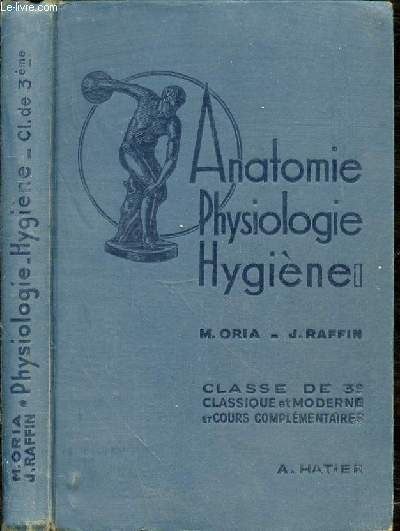 © Le-livre.com
M. ORIA
J. RAFFIN
Physiologie-Hygiène - Cl. de 3ème
Anatomie
Physiologie
Hygiène
M. ORIA - J. RAFFIN
CLASSE DE 3e
CLASSIQUE et MODERNE
et COURS COMPLÉMENTAIRES
A. HATIER